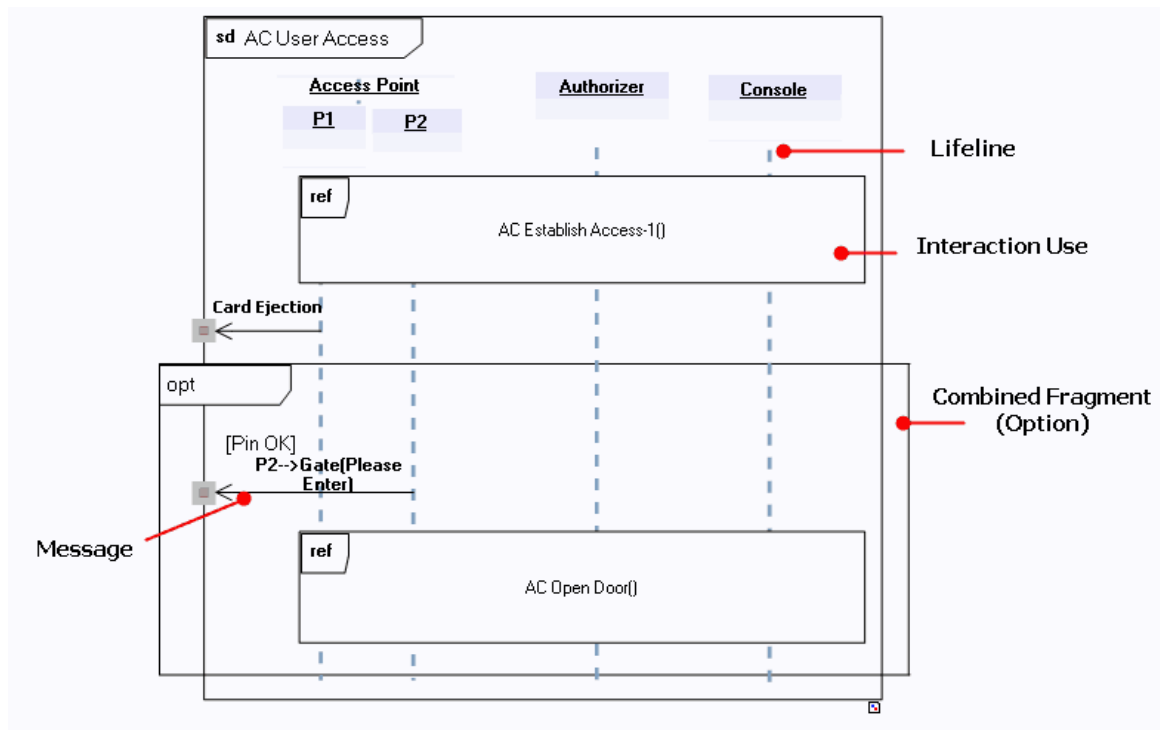 sd AC User Access
Access Point
Authorizer
Console
P1
P2
Lifeline
ref
AC Establish Access-1()
Interaction Use
Card Ejection
opt
Combined Fragment
(Option)
[Pin OK]
P2-->Gate(Please
Enter)
Message
ref
AC Open Door()